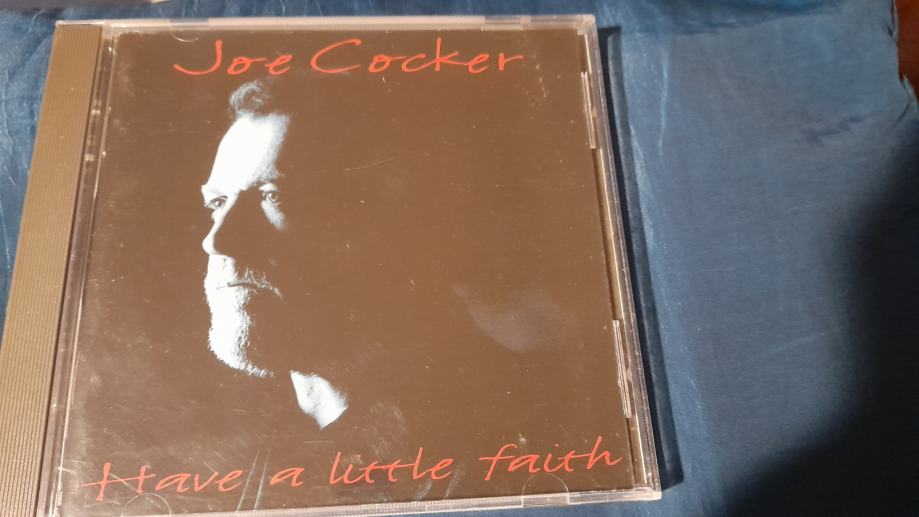 Joe Cocker
Have a little faith